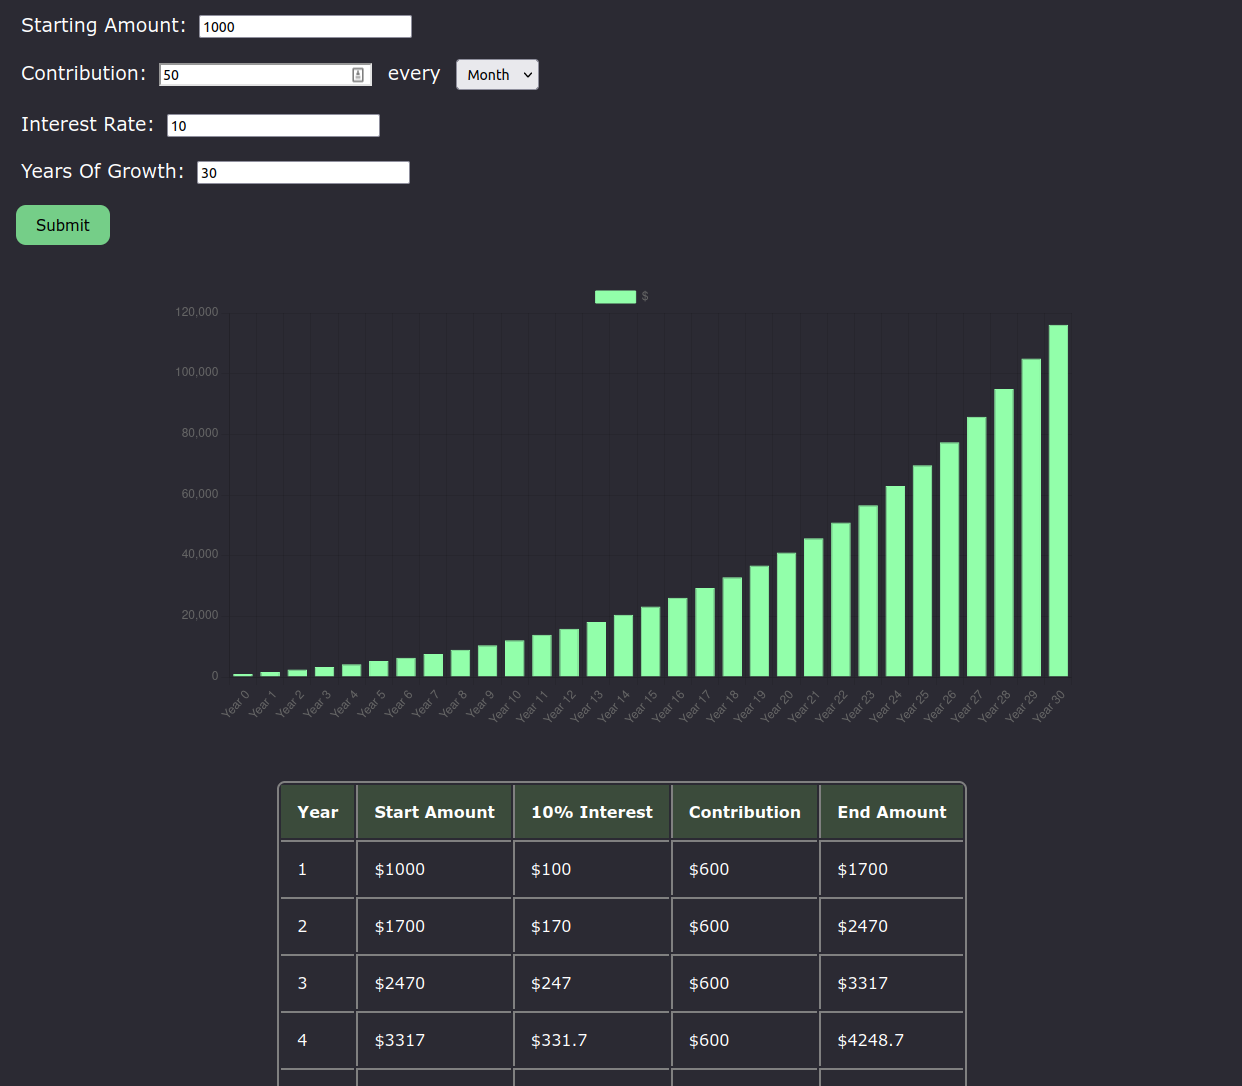 Starting Amount: 1000
Contribution: 50 every Month
Interest Rate: 10
Years Of Growth: 30
Submit
$
120,000
100,000
80,000
60,000
40,000
20,000
0
Year 0 Year 1 Year 2 Year 3 Year 4 Year 5 Year 6 Year 7 Year 8 Year 9 Year 10 Year 11 Year 12 Year 13 Year 14 Year 15 Year 16 Year 17 Year 18 Year 19 Year 20 Year 21 Year 22 Year 23 Year 24 Year 25 Year 26 Year 27 Year 28 Year 29 Year 30
Year Start Amount 10% Interest Contribution End Amount
1 $1000 $100 $600 $1700
2 $1700 $170 $600 $2470
3 $2470 $247 $600 $3317
4 $3317 $331.7 $600 $4248.7